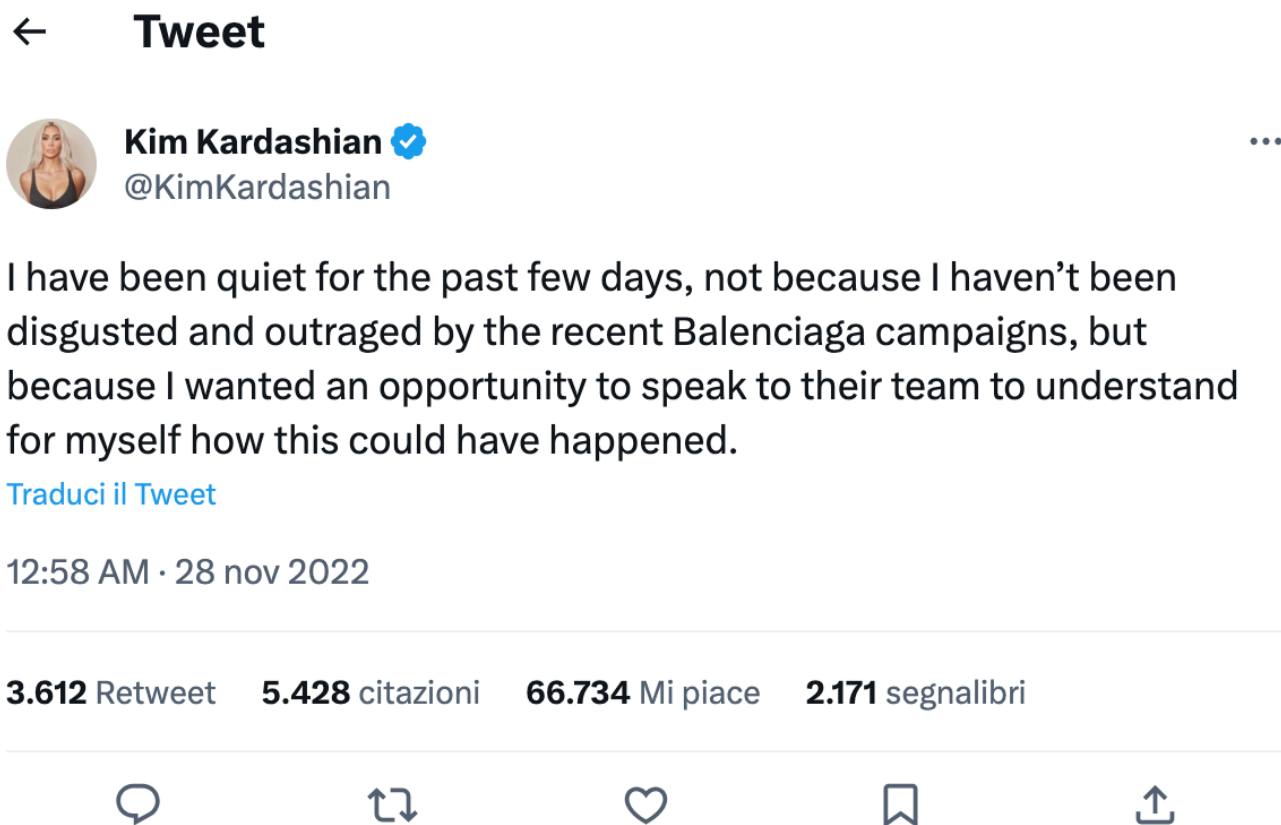 Tweet
Kim Kardashian
@KimKardashian
I have been quiet for the past few days, not because I haven’t been
disgusted and outraged by the recent Balenciaga campaigns, but
because I wanted an opportunity to speak to their team to understand
for myself how this could have happened.
Traduci il Tweet
12:58 AM · 28 nov 2022
3.612 Retweet 5.428 citazioni 66.734 Mi piace 2.171 segnalibri